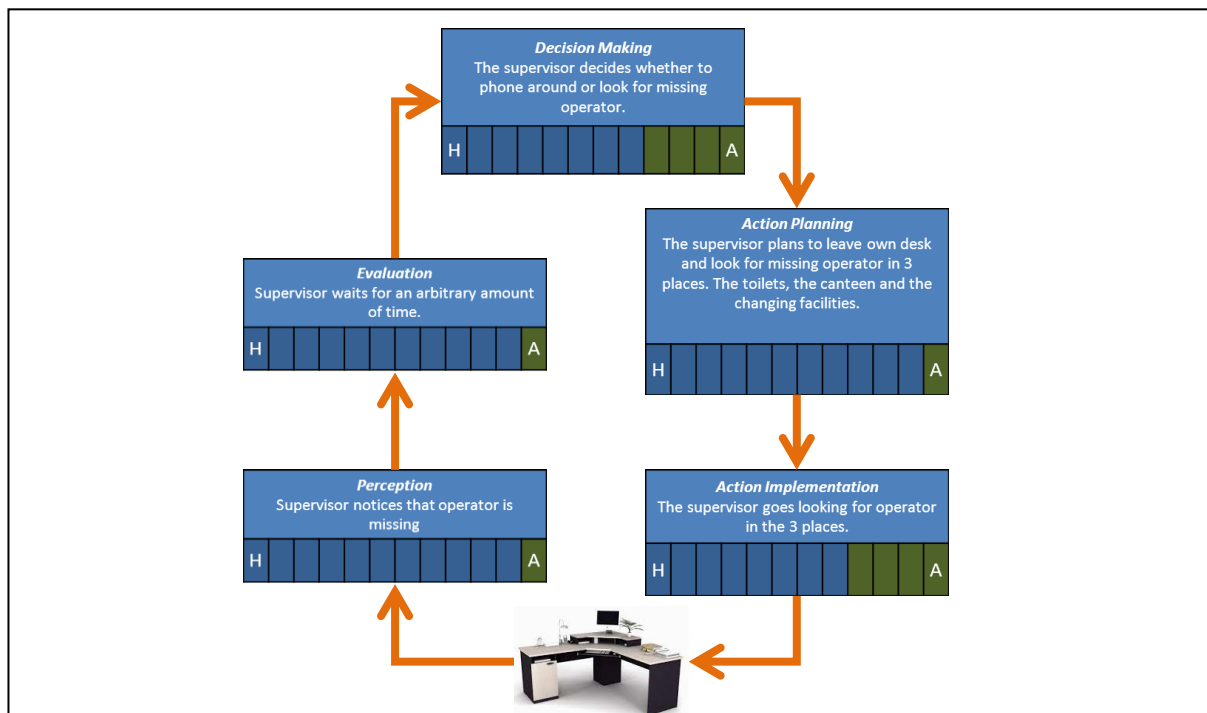 Decision Making
The supervisor decides whether to
phone around or look for missing
operator.
H A
Action Planning
The supervisor plans to leave own desk
and look for missing operator in 3
places. The toilets, the canteen and the
changing facilities.
H A
Evaluation
Supervisor waits for an arbitrary amount
of time.
H A
Perception
Supervisor notices that operator is
missing
H A
Action Implementation
The supervisor goes looking for operator
in the 3 places.
H A